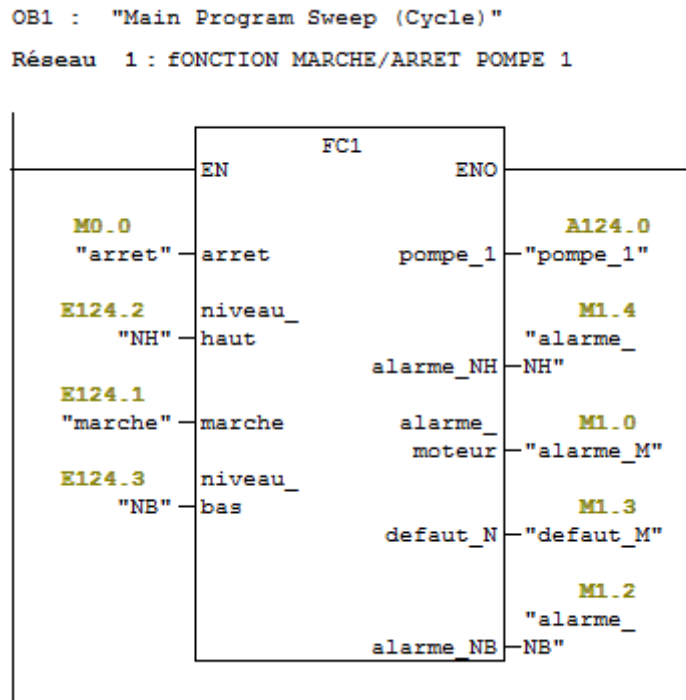 OB1 : "Main Program Sweep (Cycle)"
Réseau 1 : fONCTION MARCHE/ARRET POMPE 1
FC1
EN ENO
M0.0 A124.0
"arret" arret pompe_1 "pompe_1"
E124.2 niveau_ M1.4
"NH" haut "alarme_
alarme_NH NH"
E124.1
"marche" marche alarme_ M1.0
moteur "alarme_M"
E124.3 niveau_
"NB" bas M1.3
defaut_N "defaut_M"
M1.2
"alarme_
alarme_NB NB"